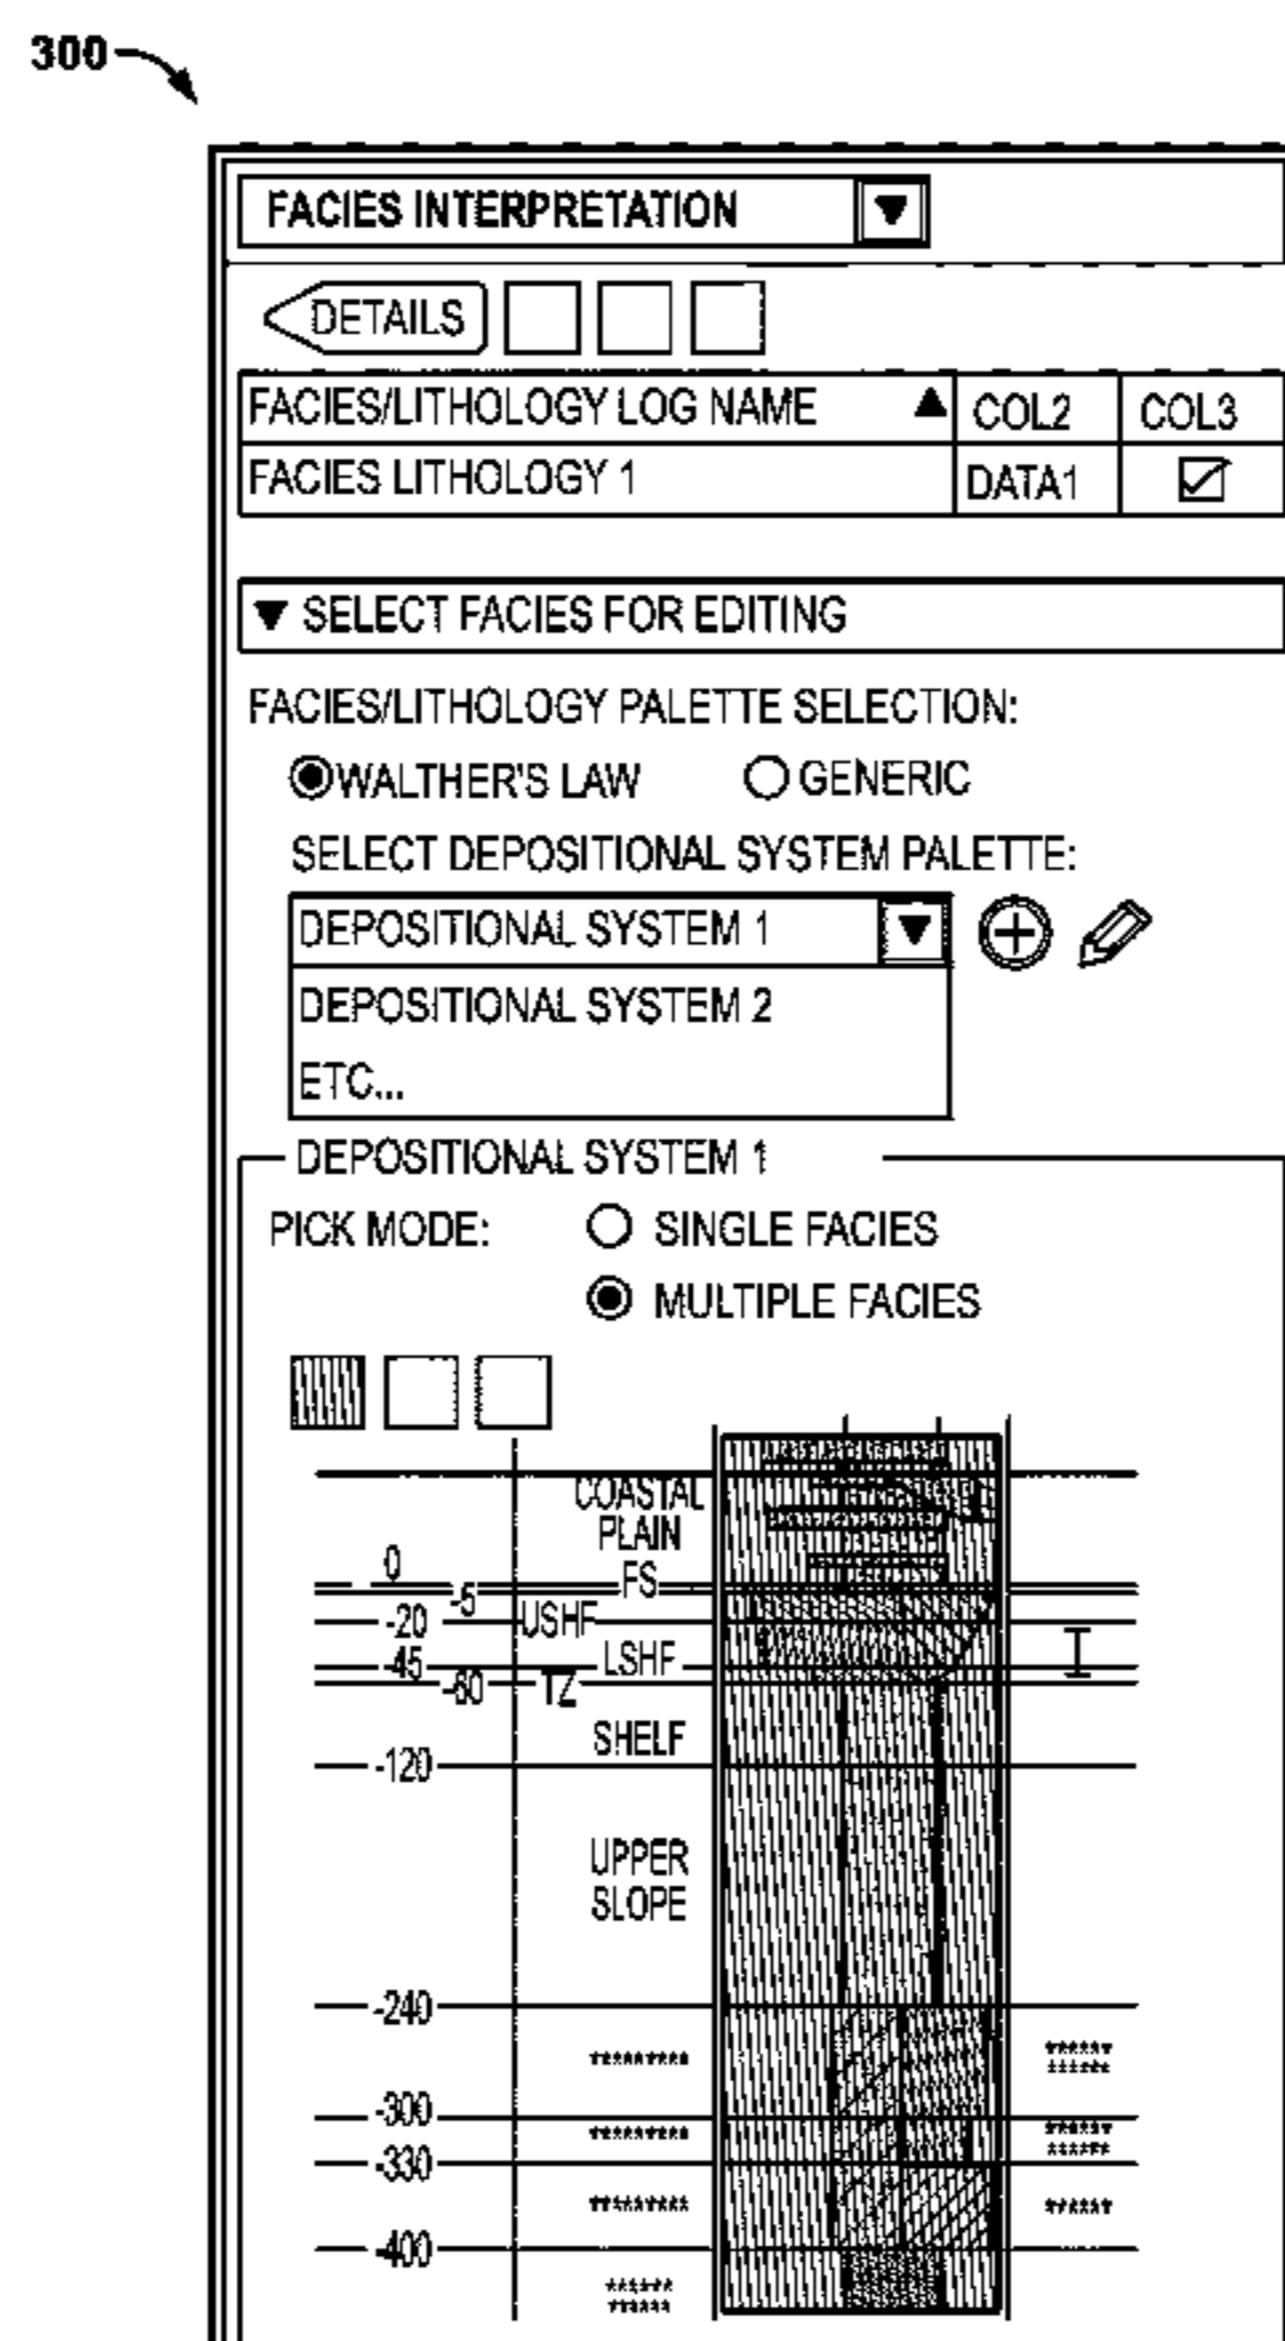 300
FACIES INTERPRETATION
DETAILS
FACIES/LITHOLOGY LOG NAME COL2 COL3
FACIES LITHOLOGY 1 DATA1
SELECT FACIES FOR EDITING
FACIES/LITHOLOGY PALETTE SELECTION:
WALTHER'S LAW GENERIC
SELECT DEPOSITIONAL SYSTEM PALETTE:
DEPOSITIONAL SYSTEM 1
DEPOSITIONAL SYSTEM 2
ETC...
DEPOSITIONAL SYSTEM 1
PICK MODE: SINGLE FACIES
MULTIPLE FACIES
COASTAL
PLAIN
0 FS
-5
-20 USHF
-45 LSHF
-60 TZ
SHELF
-120
UPPER
SLOPE
-240
-300
-330
-400